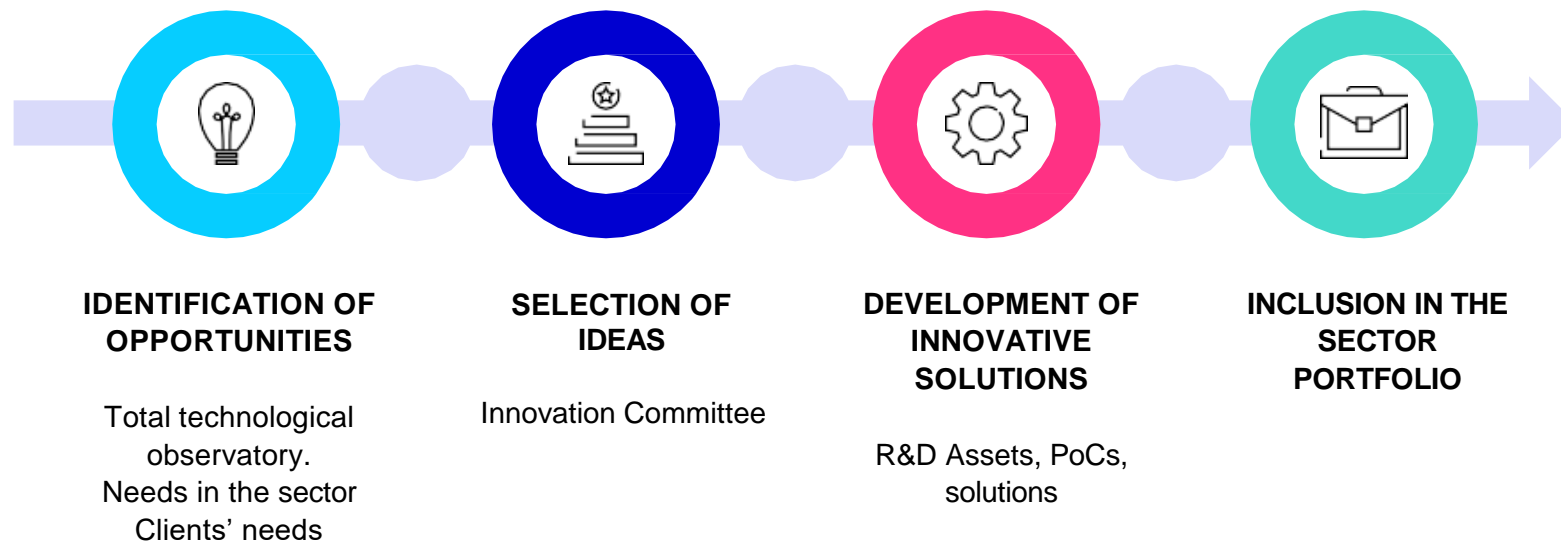 IDENTIFICATION OF
OPPORTUNITIES
Total technological
observatory.
Needs in the sector
Clients’ needs
SELECTION OF
IDEAS
Innovation Committee
DEVELOPMENT OF
INNOVATIVE
SOLUTIONS
R&D Assets, PoCs,
solutions
INCLUSION IN THE
SECTOR
PORTFOLIO